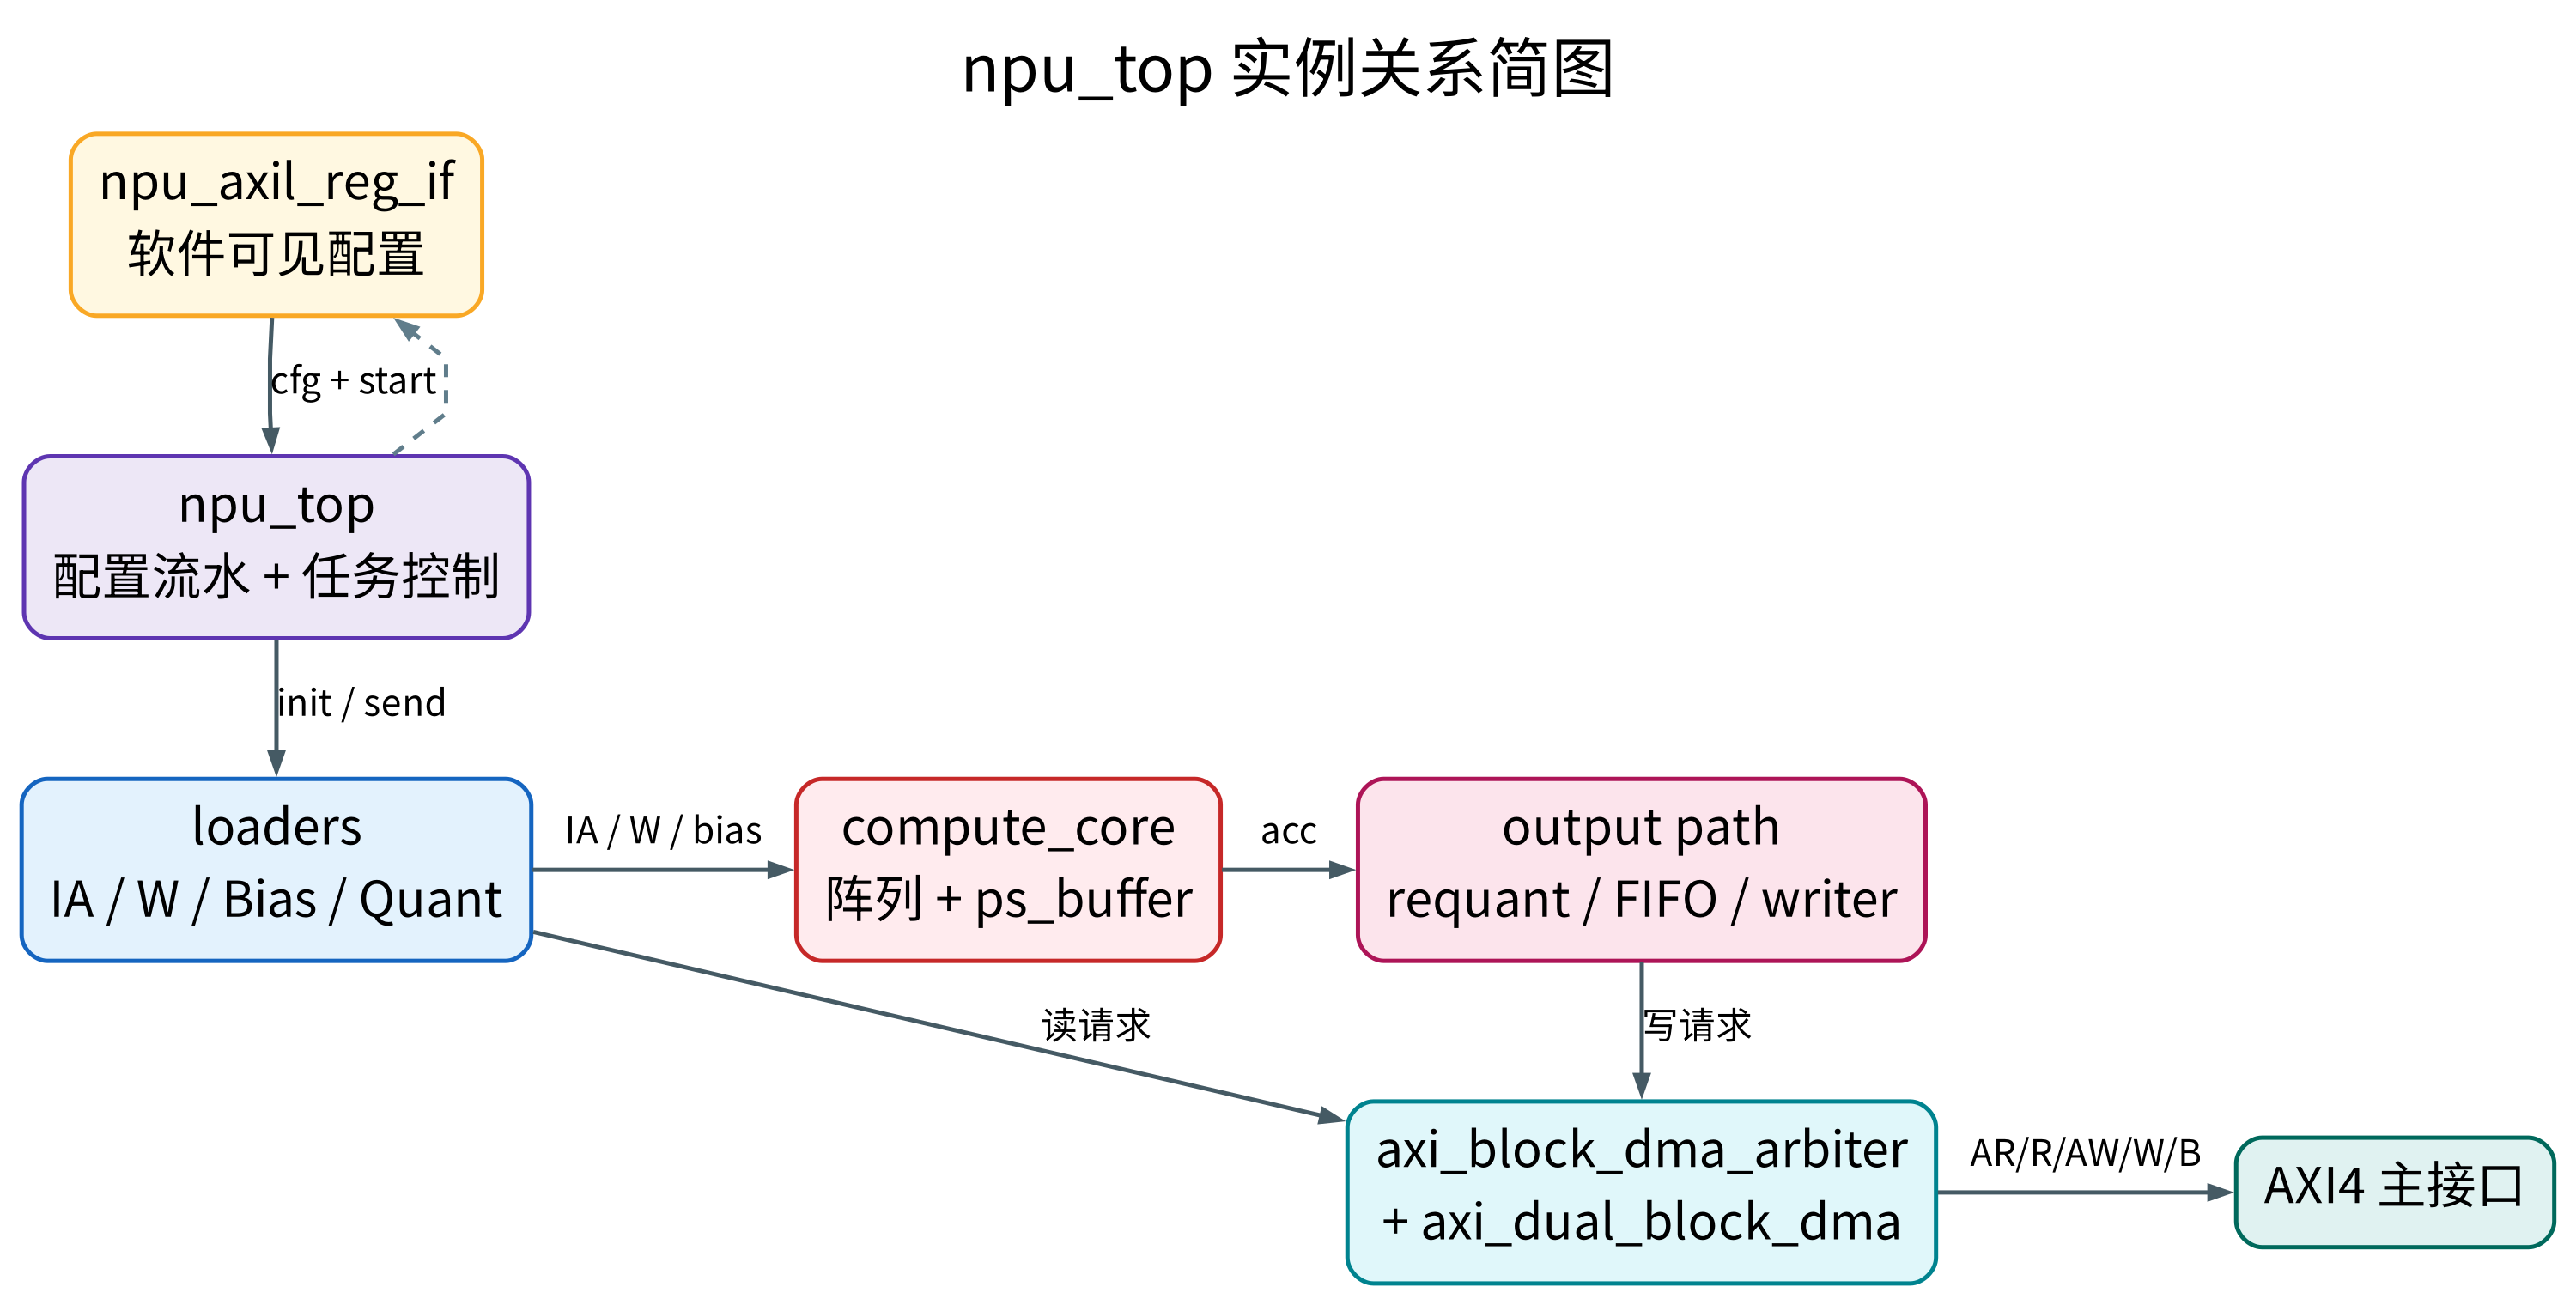 npu_top 实例关系简图
npu_axil_reg_if
软件可见配置
cfg + start
npu_top
配置流水 + 任务控制
init / send
loaders
IA / W / Bias / Quant
IA / W / bias
compute_core
阵列 + ps_buffer
acc
output path
requant / FIFO / writer
读请求
写请求
axi_block_dma_arbiter
+ axi_dual_block_dma
AR/R/AW/W/B
AXI4 主接口